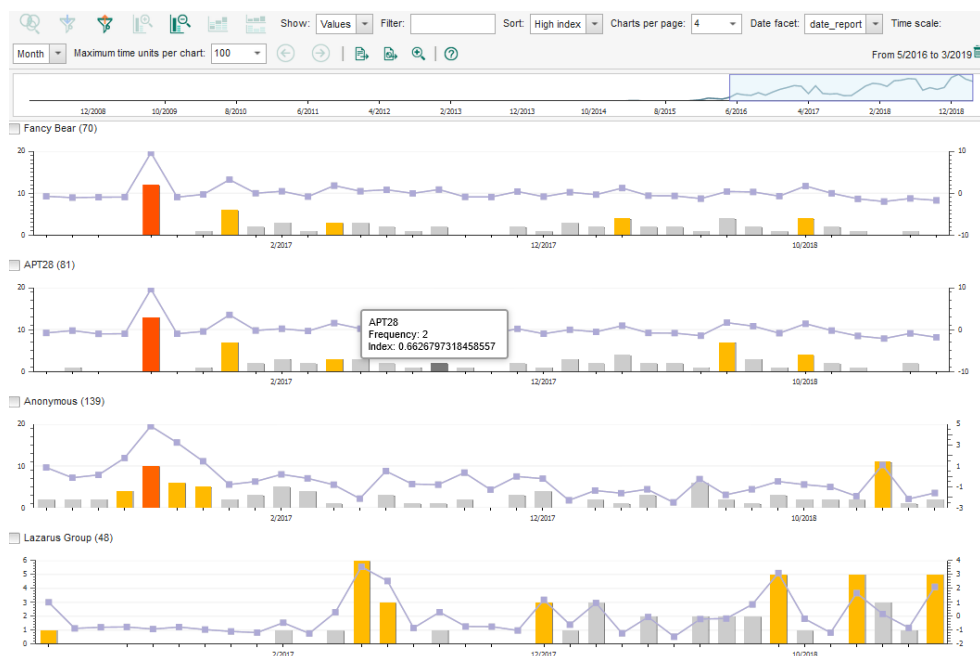 Show: Values Filter: Sort: High index Charts per page: 4 Date facet: date_report Time scale:
Month Maximum time units per chart: 100 From 5/2016 to 3/2019
12/2008 10/2009 8/2010 6/2011 4/2012 2/2013 12/2013 10/2014 8/2015 6/2016 4/2017 2/2018 12/2018
Fancy Bear (70)
20 10
10 0
0 -10
2/2017 12/2017 10/2018
APT28 (81)
20 10
APT28
Frequency: 2
Index: 0.6626797318458557
10 0
0 -10
2/2017 12/2017 10/2018
Anonymous (139)
20 5
3
1
10 -1
0 -3
2/2017 12/2017 10/2018
Lazarus Group (48)
6 4
5 3
4 2
3 1
2 0
1 -1
0 -2
2/2017 12/2017 10/2018